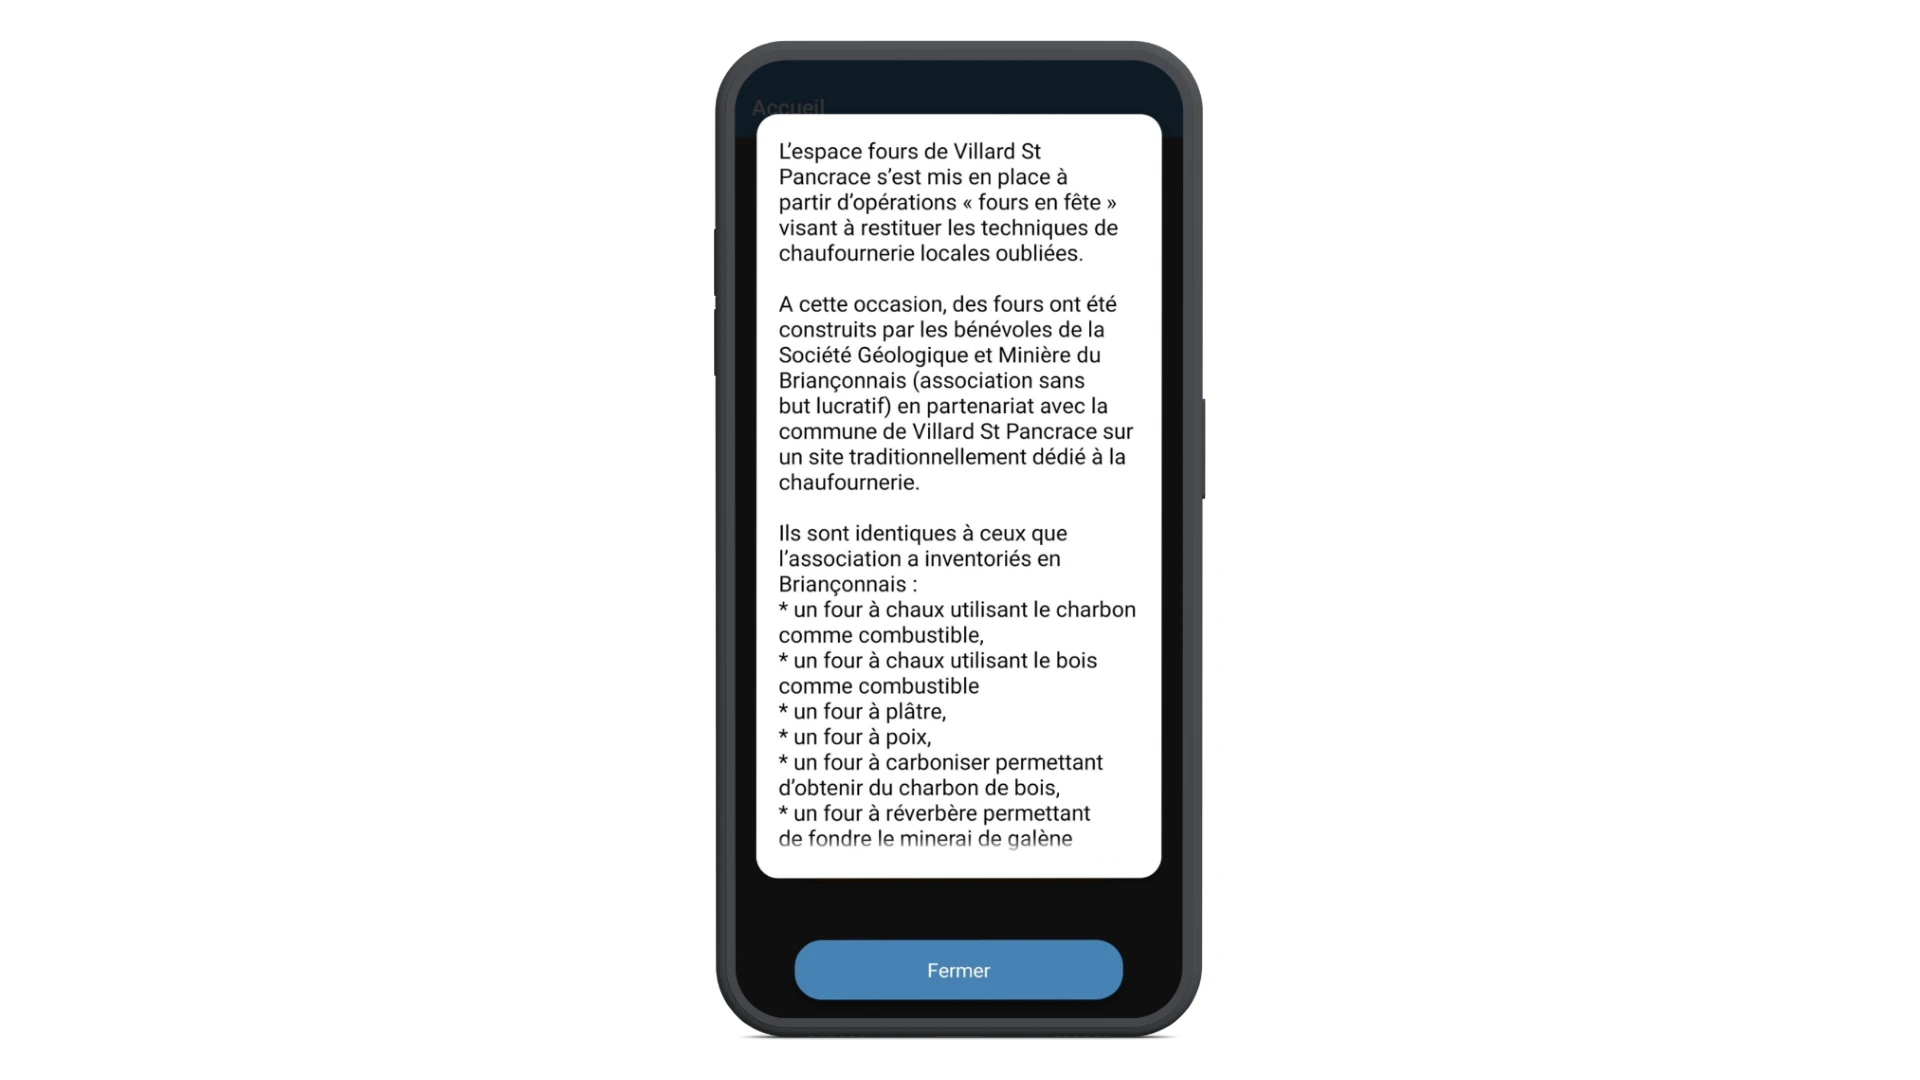 Accueil
L’espace fours de Villard St
Pancrace s’est mis en place à
partir d’opérations « fours en fête »
visant à restituer les techniques de
chaufournerie locales oubliées.
A cette occasion, des fours ont été
construits par les bénévoles de la
Société Géologique et Minière du
Briançonnais (association sans
but lucratif) en partenariat avec la
commune de Villard St Pancrace sur
un site traditionnellement dédié à la
chaufournerie.
Ils sont identiques à ceux que
l’association a inventoriés en
Briançonnais :
* un four à chaux utilisant le charbon
comme combustible,
* un four à chaux utilisant le bois
comme combustible
* un four à plâtre,
* un four à poix,
* un four à carboniser permettant
d’obtenir du charbon de bois,
* un four à réverbère permettant
de fondre le minerai de galène
Fermer